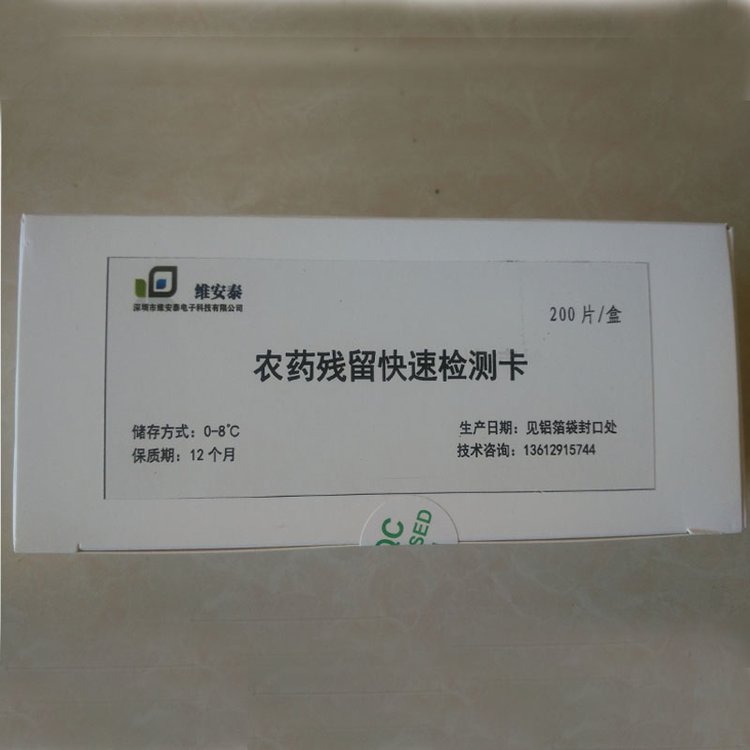 维安泰
深圳市维安泰电子科技有限公司
200片/盒
农药残留快速检测卡
储存方式：0-8℃
保质期：12个月
生产日期：见铝箔袋封口处
技术咨询：13612915744
QC
SED